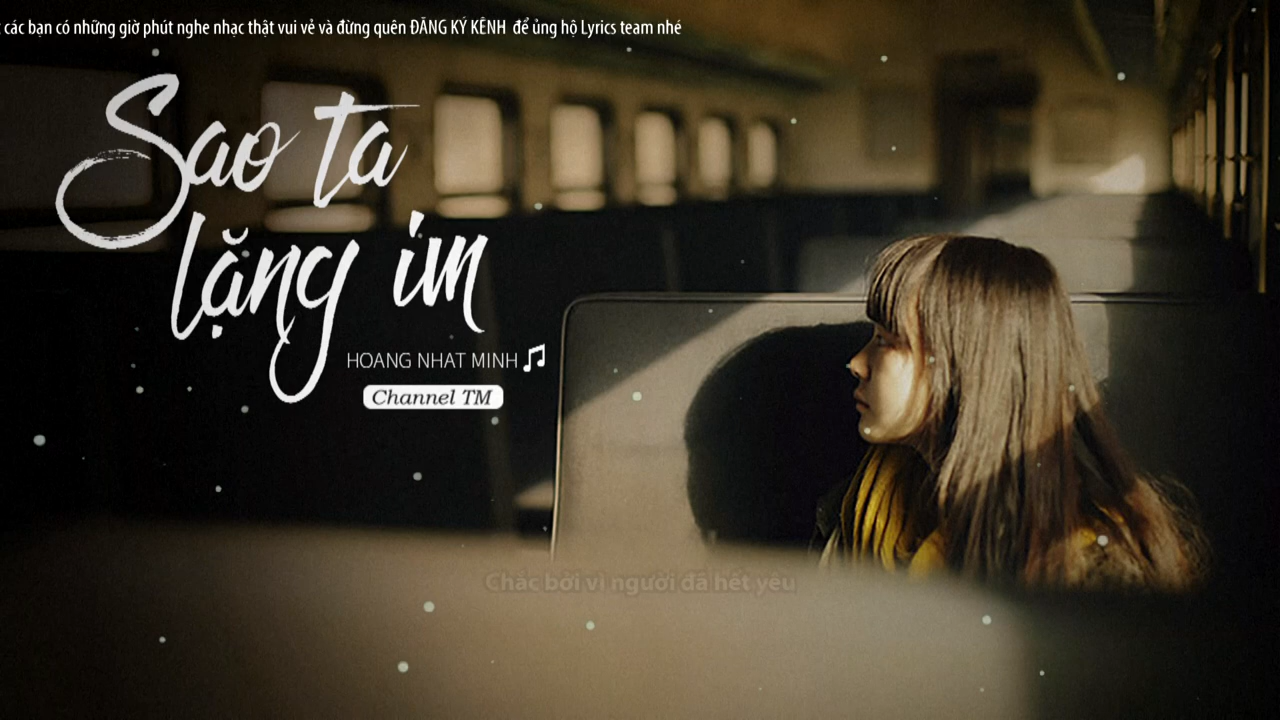 các bạn có những giờ phút nghe nhạc thật vui vẻ và đừng quên ĐĂNG KÝ KÊNH để ủng hộ Lyrics team nhé
Sao ta
lặng im
HOANG NHAT MINH
Channel TM
Chắc bởi vì người đã hết yêu